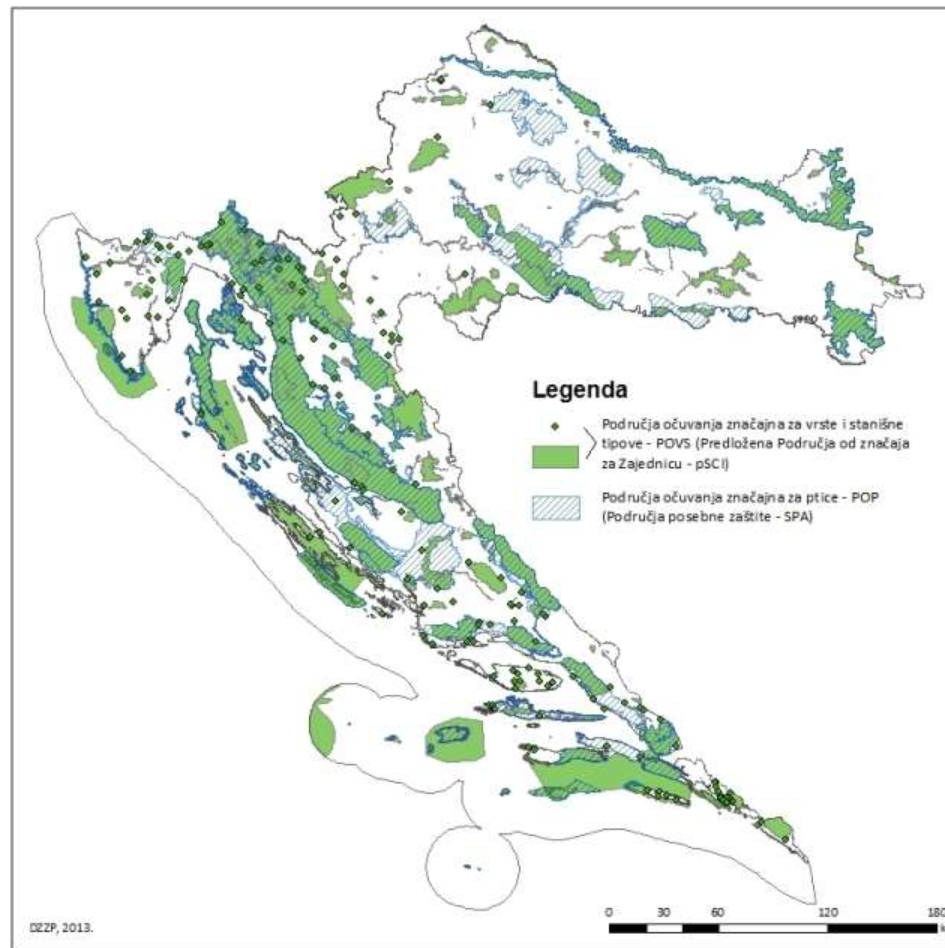 Legenda
Područja očuvanja značajna za vrste i stanišne
tipove - POVS (Predložena Područja od značaja
za Zajednicu - pSCI)
Područja očuvanja značajna za ptice - POP
(Područja posebne zaštite - SPA)
DZZP, 2013.
0 30 60 120 180